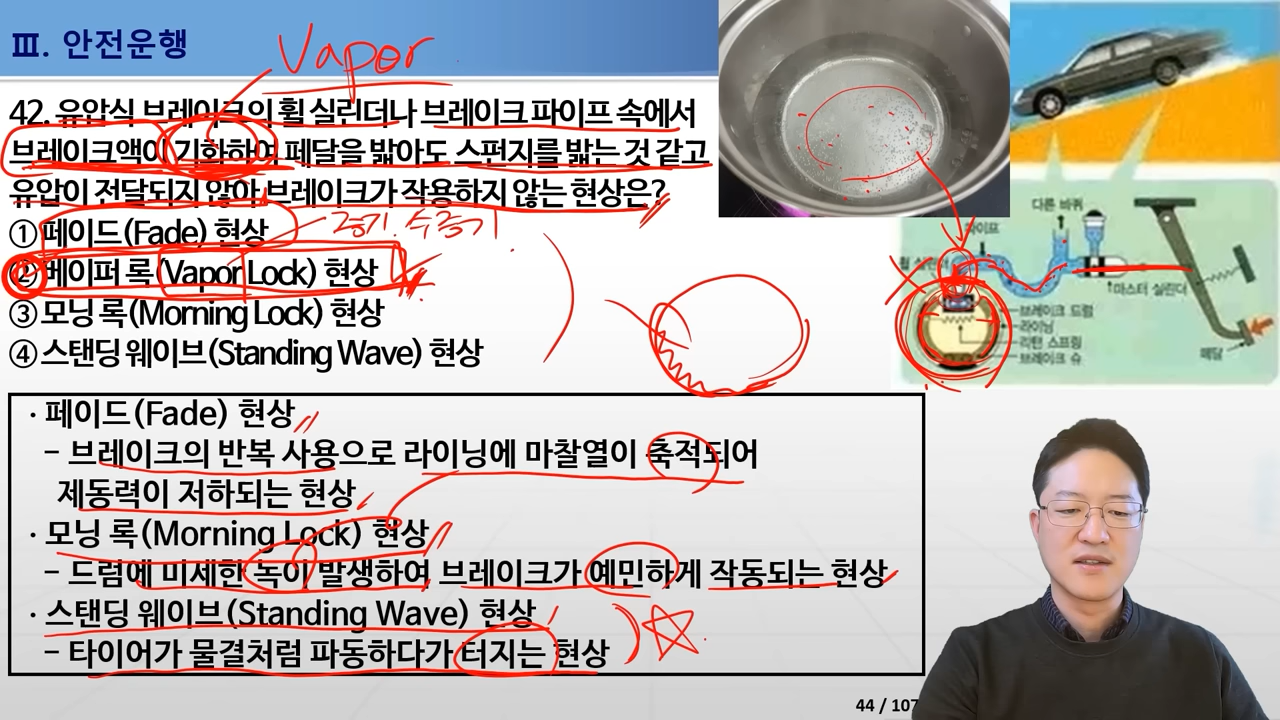 Ⅲ. 안전운행
Vapor
42. 유압식 브레이크의 휠 실린더나 브레이크 파이프 속에서
브레이크액이 기화하여 페달을 밟아도 스펀지를 밟는 것 같고
유압이 전달되지 않아 브레이크가 작용하지 않는 현상은?
① 페이드(Fade) 현상
증기. 수증기
② 베이퍼 록(Vapor Lock) 현상
③ 모닝 록(Morning Lock) 현상
④ 스탠딩 웨이브(Standing Wave) 현상
다른 바퀴
파이프
휠 실린더
마스터 실린더
브레이크 드럼
라이닝
리턴 스프링
브레이크 슈
페달
· 페이드(Fade) 현상
- 브레이크의 반복 사용으로 라이닝에 마찰열이 축적되어
제동력이 저하되는 현상
· 모닝 록(Morning Lock) 현상
- 드럼에 미세한 녹이 발생하여 브레이크가 예민하게 작동되는 현상
· 스탠딩 웨이브(Standing Wave) 현상
- 타이어가 물결처럼 파동하다가 터지는 현상
44 / 107